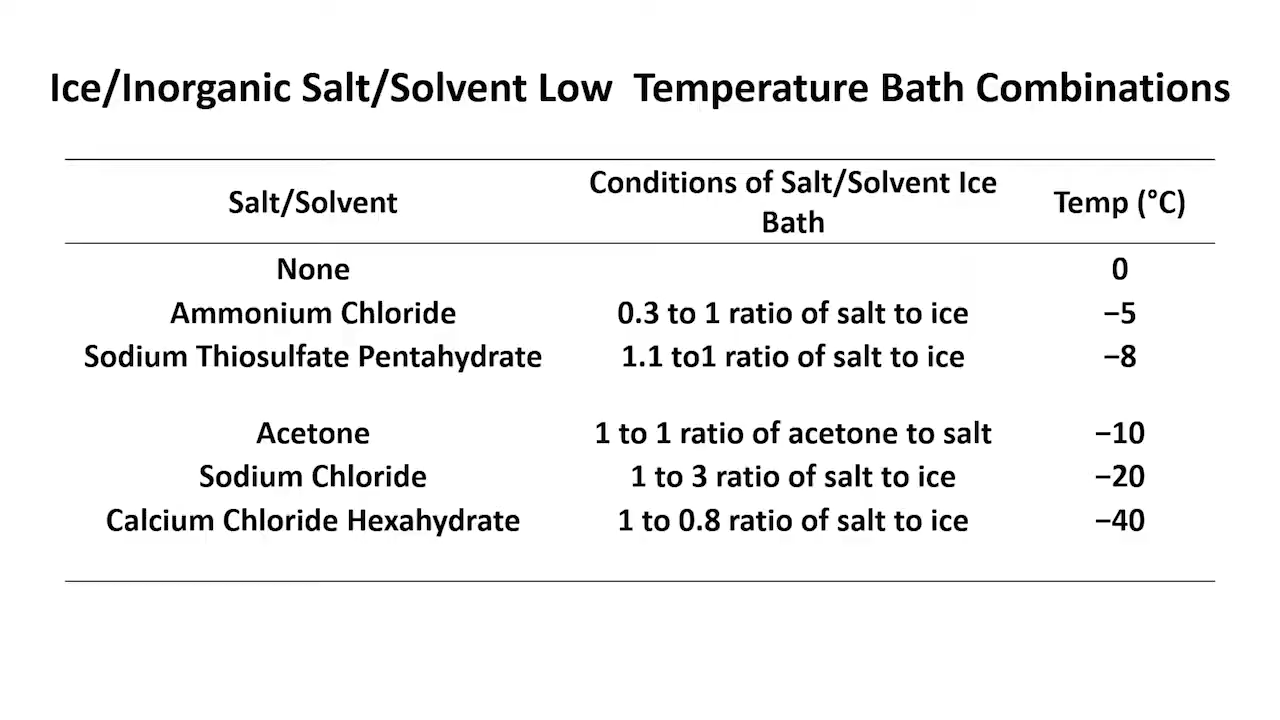 Ice/Inorganic Salt/Solvent Low  Temperature Bath Combinations
Salt/Solvent
Conditions of Salt/Solvent Ice
Bath
Temp (°C)
None 0
Ammonium Chloride 0.3 to 1 ratio of salt to ice −5
Sodium Thiosulfate Pentahydrate 1.1 to1 ratio of salt to ice −8
Acetone 1 to 1 ratio of acetone to salt −10
Sodium Chloride 1 to 3 ratio of salt to ice −20
Calcium Chloride Hexahydrate 1 to 0.8 ratio of salt to ice −40